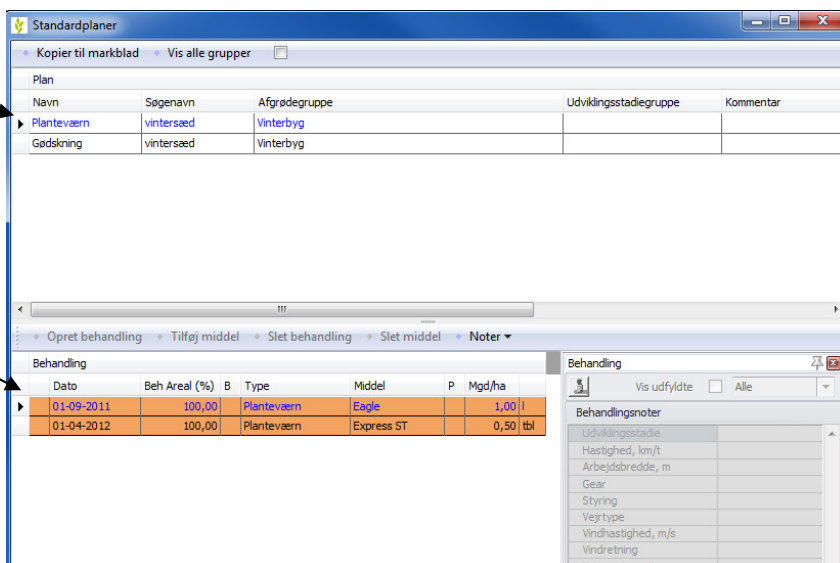 Standardplaner
Kopier til markblad Vis alle grupper
Plan
Navn Søgenavn Afgrødegruppe Udviklingsstadiegruppe Kommentar
Planteværn vintersæd Vinterbyg
Gødskning vintersæd Vinterbyg
Opret behandling Tilføj middel Slet behandling Slet middel Noter
Behandling
Dato Beh Areal (%) B Type Middel P Mgd/ha
01-09-2011 100,00 Planteværn Eagle 1,00 l
01-04-2012 100,00 Planteværn Express ST 0,50 tbl
Behandling
Vis udfyldte Alle
Behandlingsnoter
Udviklingsstadie
Hastighed, km/t
Arbejdsbredde, m
Gear
Styring
Vejrtype
Vindhastighed, m/s
Vindretning